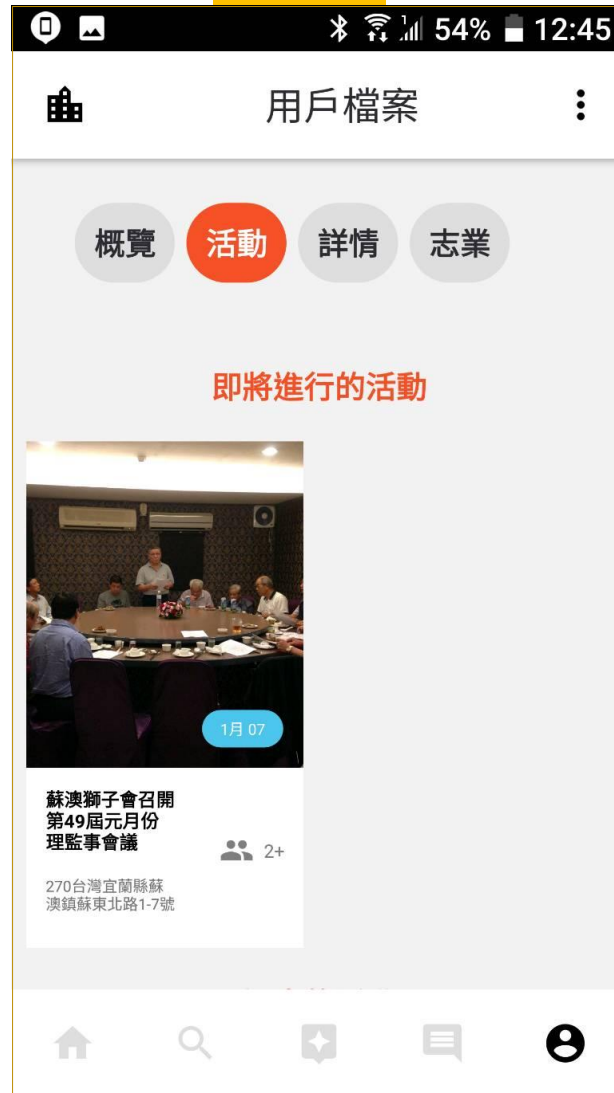 54% 12:45
用戶檔案
概覽 活動 詳情 志業
即將進行的活動
1月 07
蘇澳獅子會召開
第49屆元月份
理監事會議
2+
270台灣宜蘭縣蘇
澳鎮蘇東北路1-7號